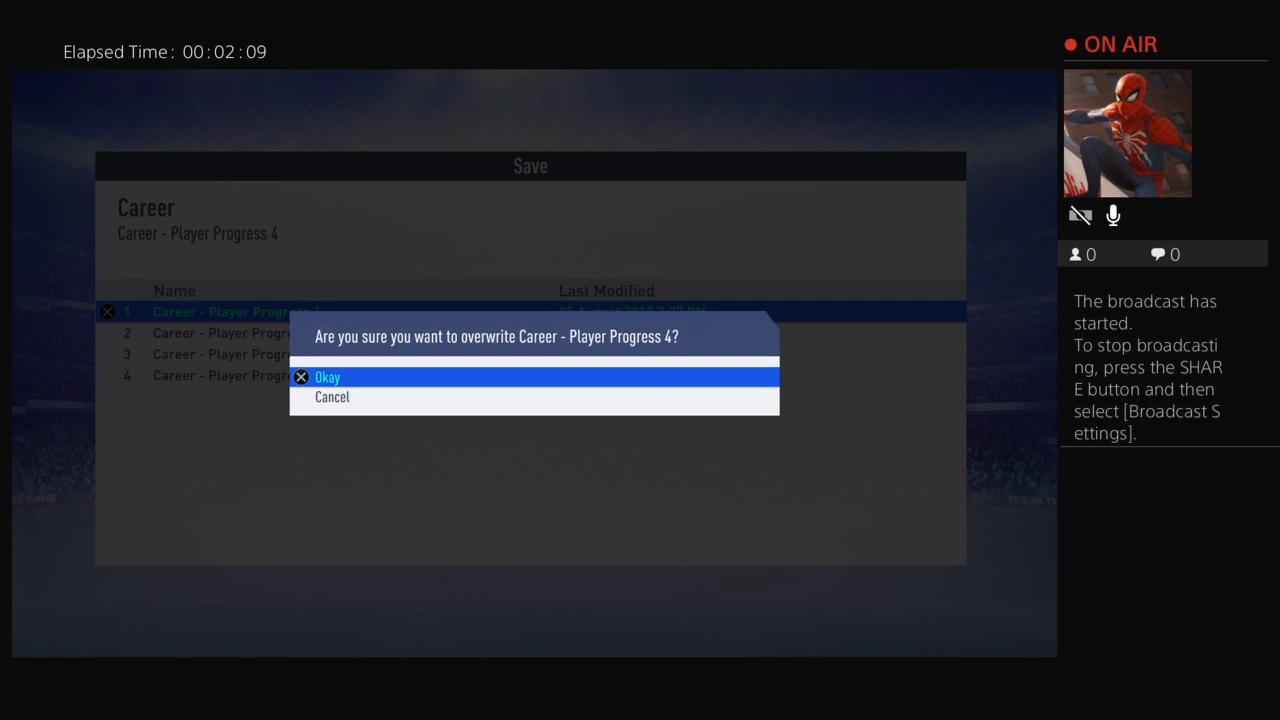 Elapsed Time: 00:02:09
ON AIR
Save
Career
Career - Player Progress 4
Name Last Modified
1 Career - Player Progress 4
2 Career - Player Progr
3 Career - Player Progr
4 Career - Player Progr
Are you sure you want to overwrite Career - Player Progress 4?
Okay
Cancel
0 0
The broadcast has
started.
To stop broadcasti
ng, press the SHAR
E button and then
select [Broadcast S
ettings].